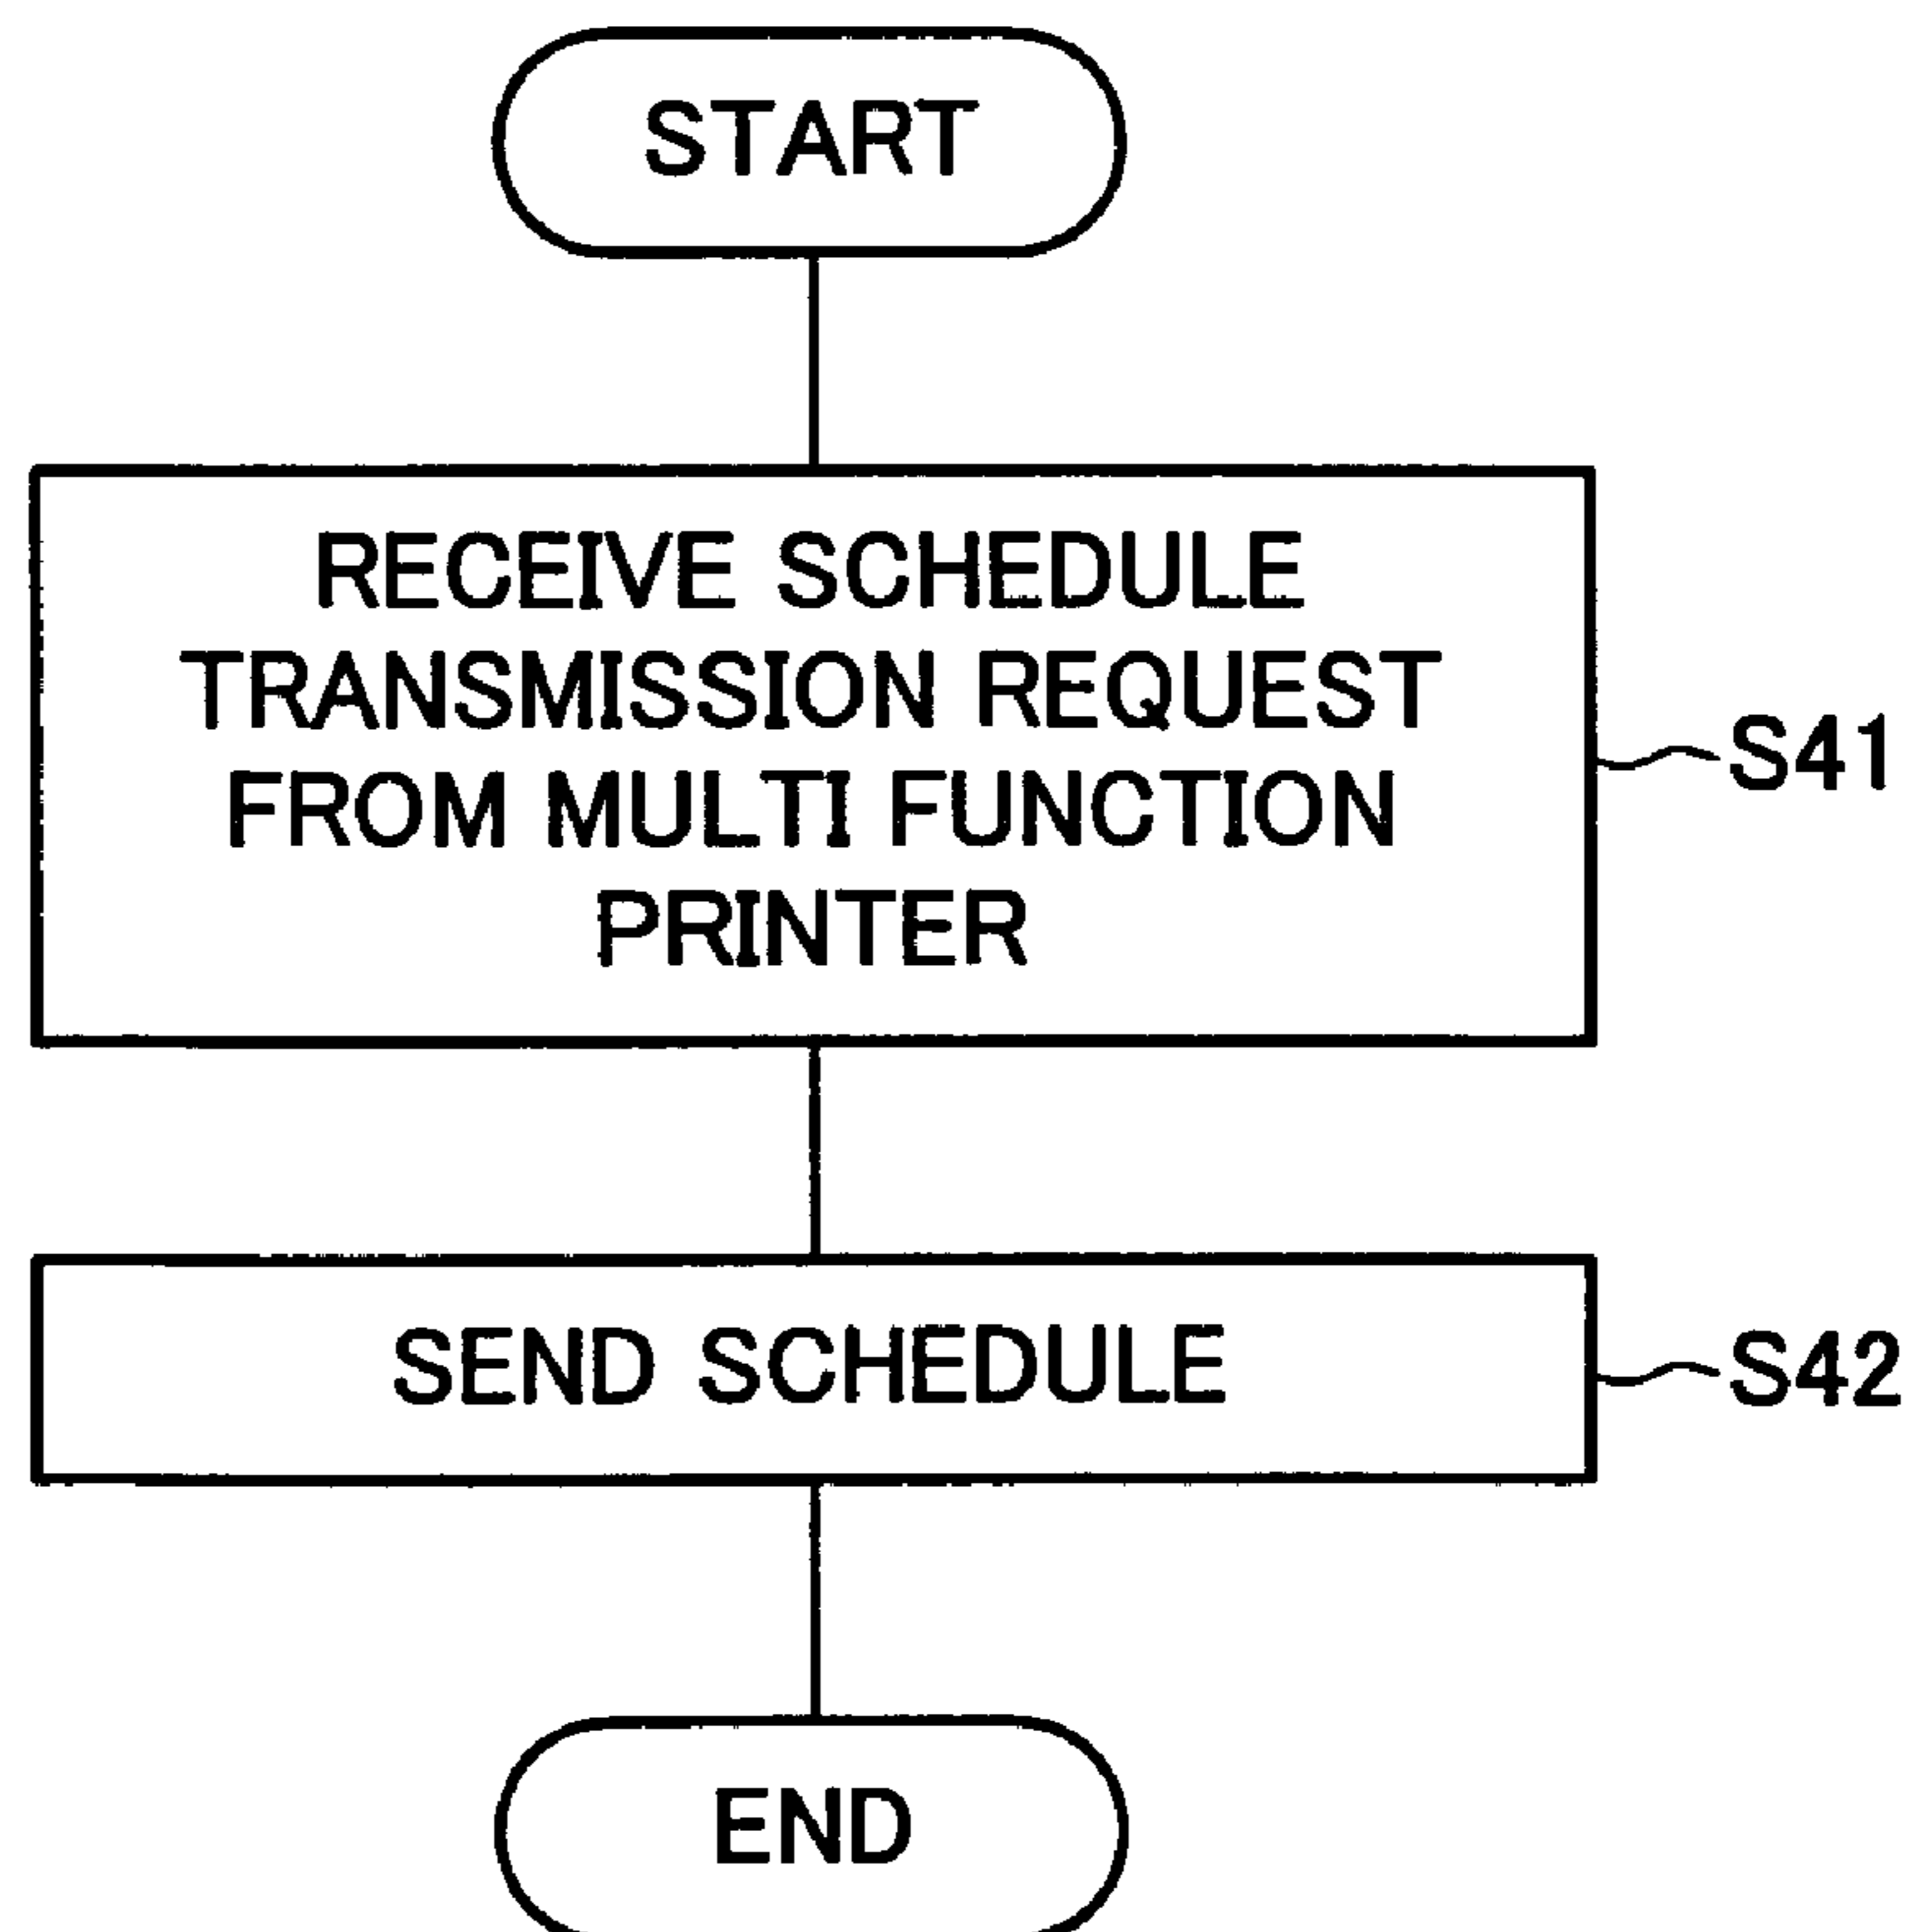 START
RECEIVE SCHEDULE
TRANSMISSION REQUEST
FROM MULTI FUNCTION
PRINTER
S41
SEND SCHEDULE
S42
END